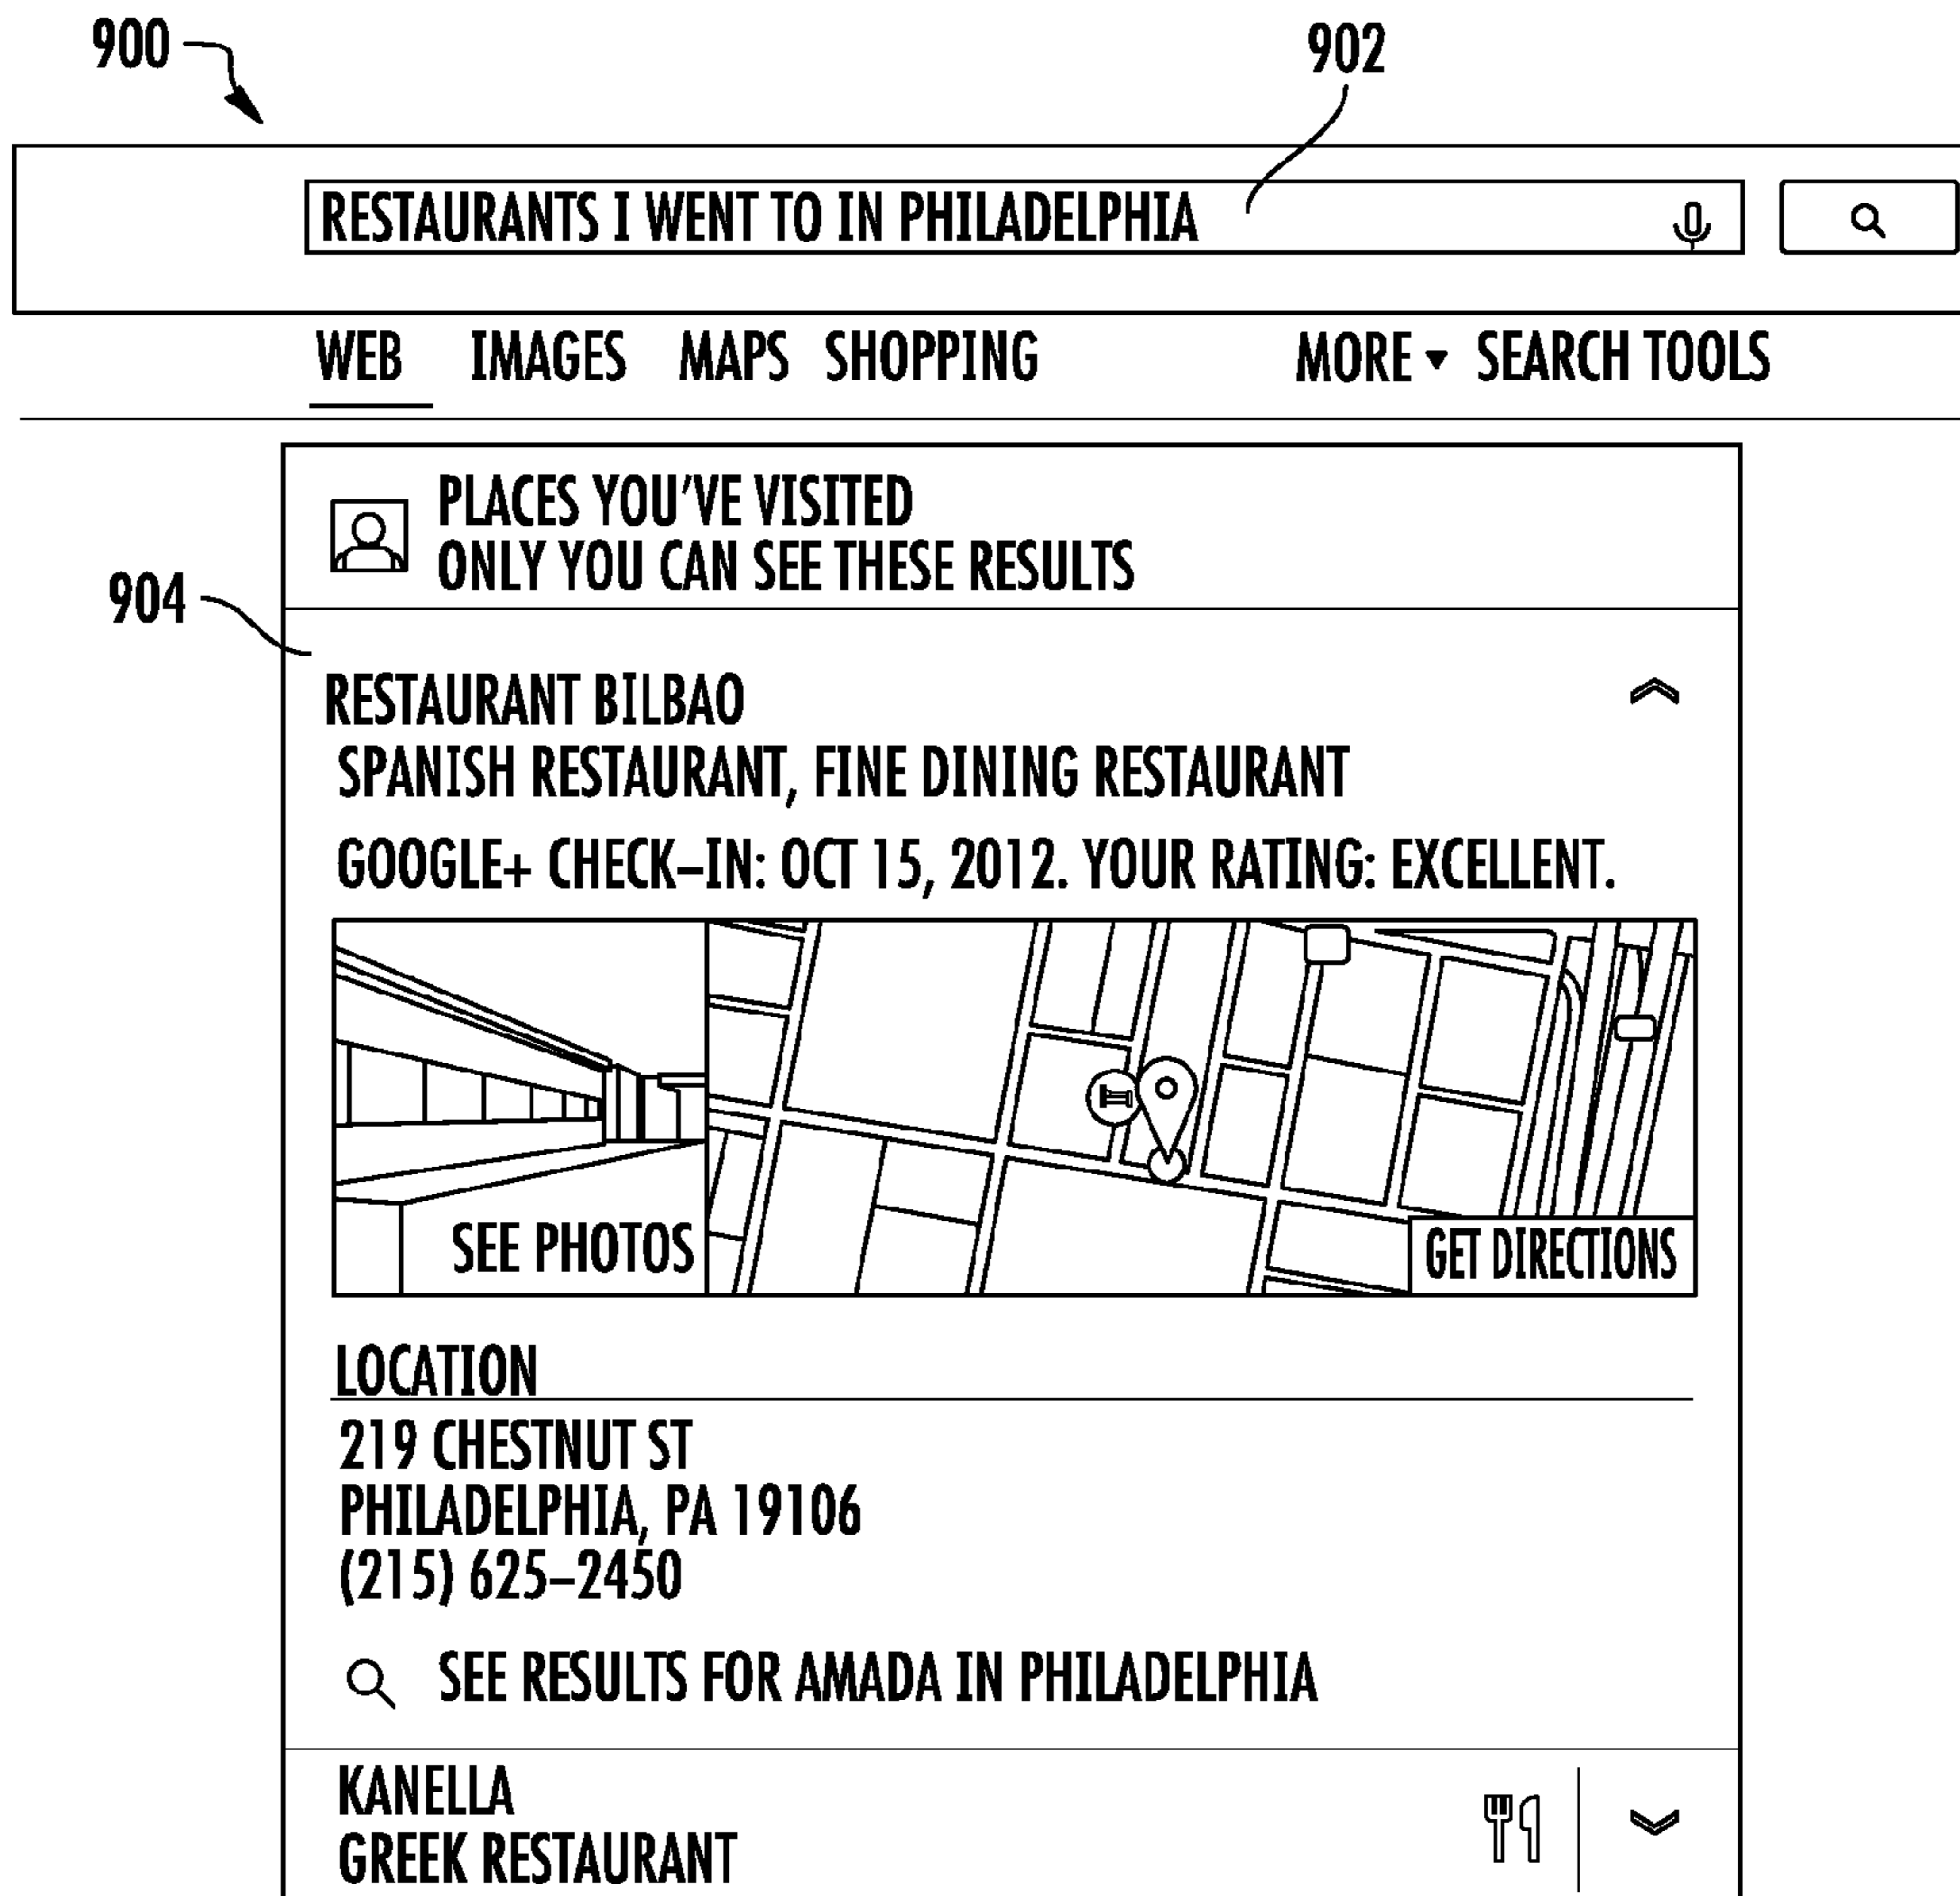 900
902
RESTAURANTS I WENT TO IN PHILADELPHIA
WEB IMAGES MAPS SHOPPING MORE ▾ SEARCH TOOLS
PLACES YOU'VE VISITED
ONLY YOU CAN SEE THESE RESULTS
904
RESTAURANT BILBAO
SPANISH RESTAURANT, FINE DINING RESTAURANT
GOOGLE+ CHECK–IN: OCT 15, 2012. YOUR RATING: EXCELLENT.
SEE PHOTOS
GET DIRECTIONS
LOCATION
219 CHESTNUT ST
PHILADELPHIA, PA 19106
(215) 625–2450
SEE RESULTS FOR AMADA IN PHILADELPHIA
KANELLA
GREEK RESTAURANT